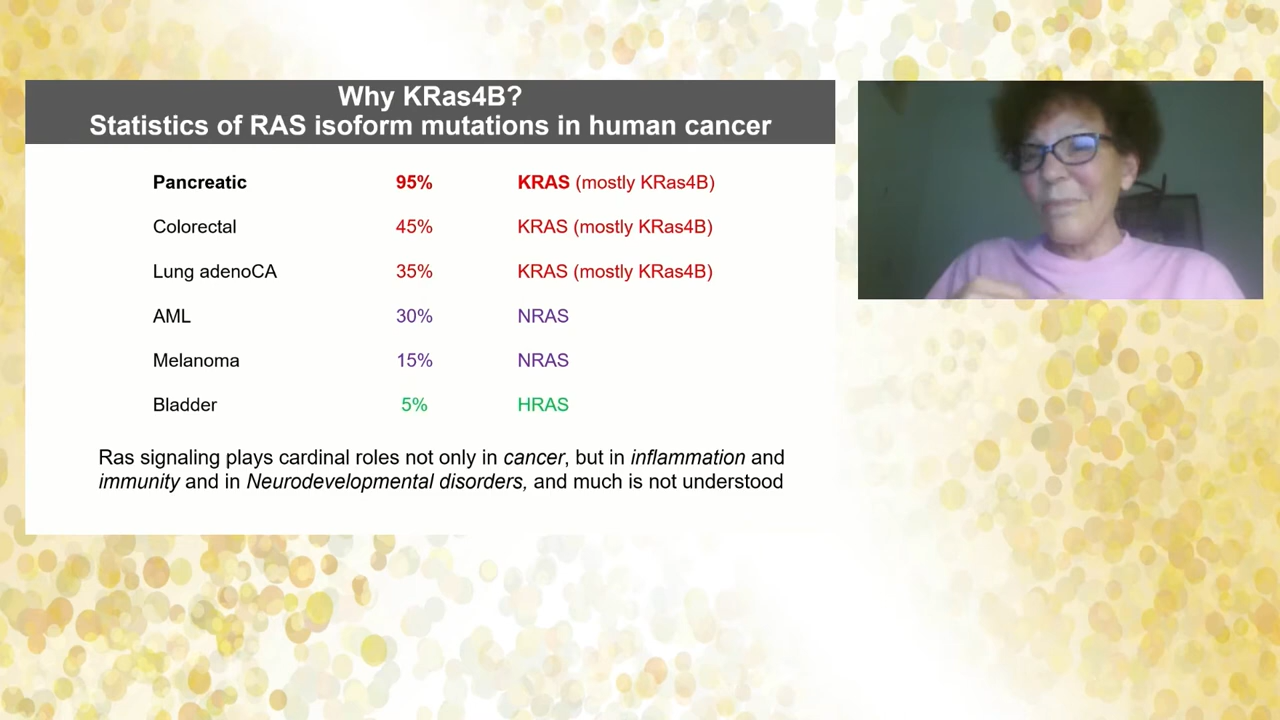 Why KRas4B?
Statistics of RAS isoform mutations in human cancer
Pancreatic 95% KRAS (mostly KRas4B)
Colorectal 45% KRAS (mostly KRas4B)
Lung adenoCA 35% KRAS (mostly KRas4B)
AML 30% NRAS
Melanoma 15% NRAS
Bladder 5% HRAS
Ras signaling plays cardinal roles not only in cancer, but in inflammation and
immunity and in Neurodevelopmental disorders, and much is not understood